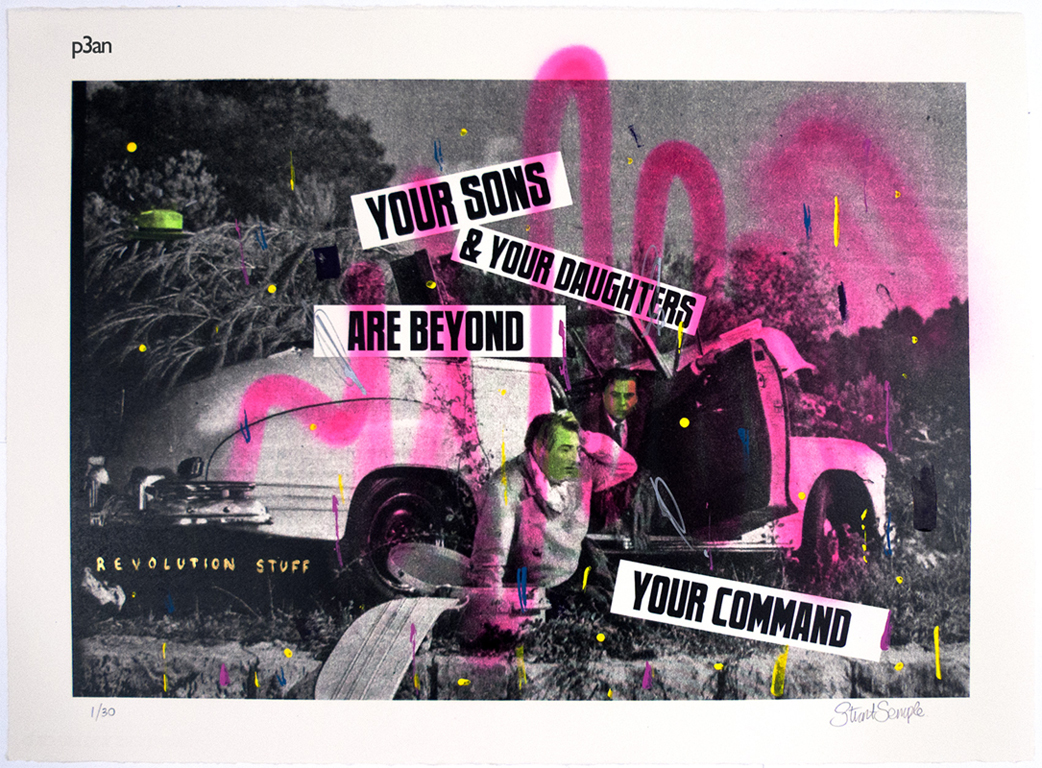 p3an
YOUR SONS
& YOUR DAUGHTERS
ARE BEYOND
REVOLUTION STUFF
YOUR COMMAND
1/30
Stuart Semple